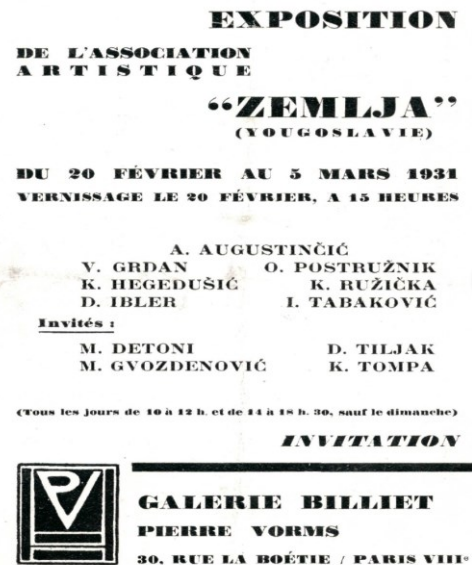 EXPOSITION
DE L'ASSOCIATION
ARTISTIQUE
“ZEMLJA”
(YOUGOSLAVIE)
DU 20 FÉVRIER AU 5 MARS 1931
VERNISSAGE LE 20 FÉVRIER, A 15 HEURES
A. AUGUSTINČIĆ
V. GRDAN O. POSTRUŽNIK
K. HEGEDUŠIĆ K. RUŽIČKA
D. IBLER I. TABAKOVIĆ
Invités :
M. DETONI D. TILJAK
M. GVOZDENOVIĆ K. TOMPA
(Tous les jours de 10 à 12 h. et de 14 à 18 h. 30, sauf le dimanche)
INVITATION
PV
GALERIE BILLIET
PIERRE VORMS
30, RUE LA BOÉTIE / PARIS VIIIe